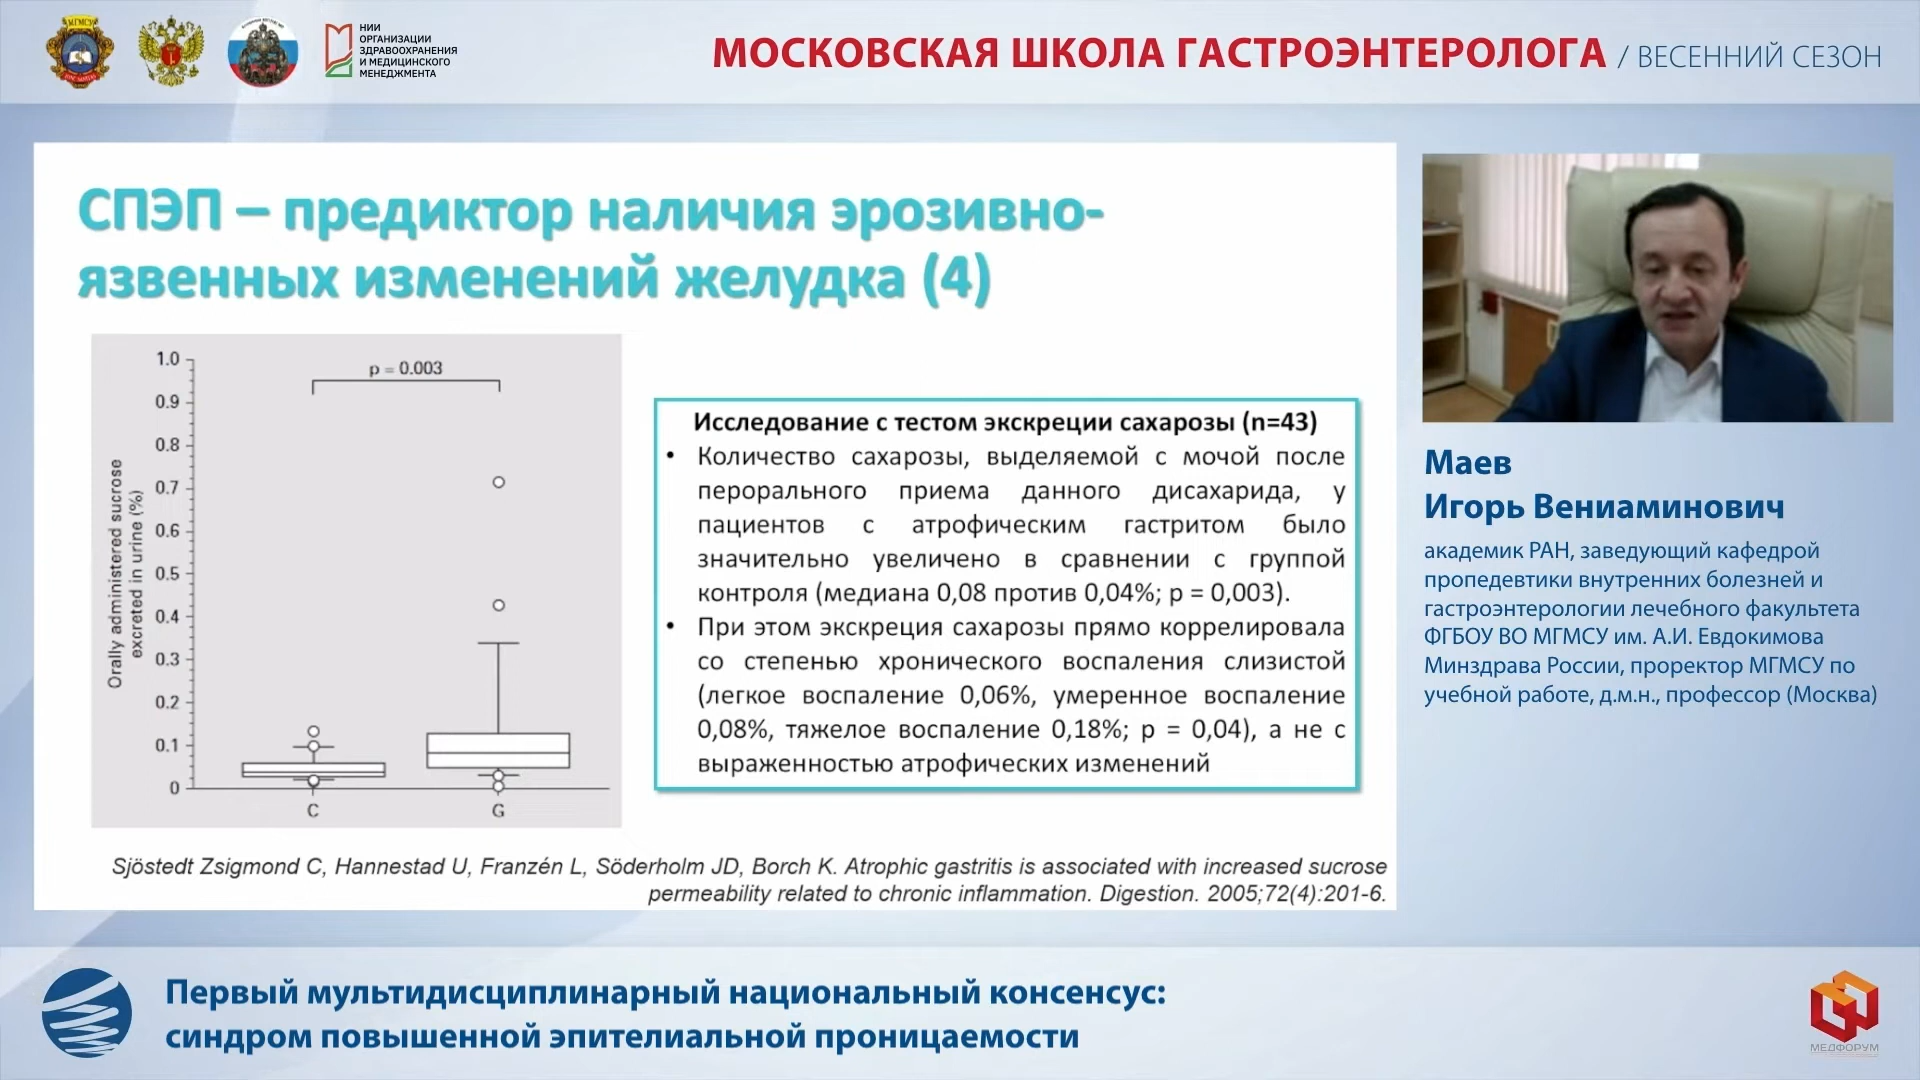 НИИ
ОРГАНИЗАЦИИ
ЗДРАВООХРАНЕНИЯ
И МЕДИЦИНСКОГО
МЕНЕДЖМЕНТА
МОСКОВСКАЯ ШКОЛА ГАСТРОЭНТЕРОЛОГА / ВЕСЕННИЙ СЕЗОН
СПЭП – предиктор наличия эрозивно-
язвенных изменений желудка (4)
p = 0.003
1.0
0.9
0.8
0.7
0.6
0.5
0.4
0.3
0.2
0.1
0
Orally administered sucrose
excreted in urine (%)
C
G
Исследование с тестом экскреции сахарозы (n=43)
• Количество сахарозы, выделяемой с мочой после
перорального приема данного дисахарида, у
пациентов с атрофическим гастритом было
значительно увеличено в сравнении с группой
контроля (медиана 0,08 против 0,04%; p = 0,003).
• При этом экскреция сахарозы прямо коррелировала
со степенью хронического воспаления слизистой
(легкое воспаление 0,06%, умеренное воспаление
0,08%, тяжелое воспаление 0,18%; p = 0,04), а не с
выраженностью атрофических изменений
Sjöstedt Zsigmond C, Hannestad U, Franzén L, Söderholm JD, Borch K. Atrophic gastritis is associated with increased sucrose
permeability related to chronic inflammation. Digestion. 2005;72(4):201-6.
Маев
Игорь Вениаминович
академик РАН, заведующий кафедрой
пропедевтики внутренних болезней и
гастроэнтерологии лечебного факультета
ФГБОУ ВО МГМСУ им. А.И. Евдокимова
Минздрава России, проректор МГМСУ по
учебной работе, д.м.н., профессор (Москва)
Первый мультидисциплинарный национальный консенсус:
синдром повышенной эпителиальной проницаемости
МЕДФОРУМ